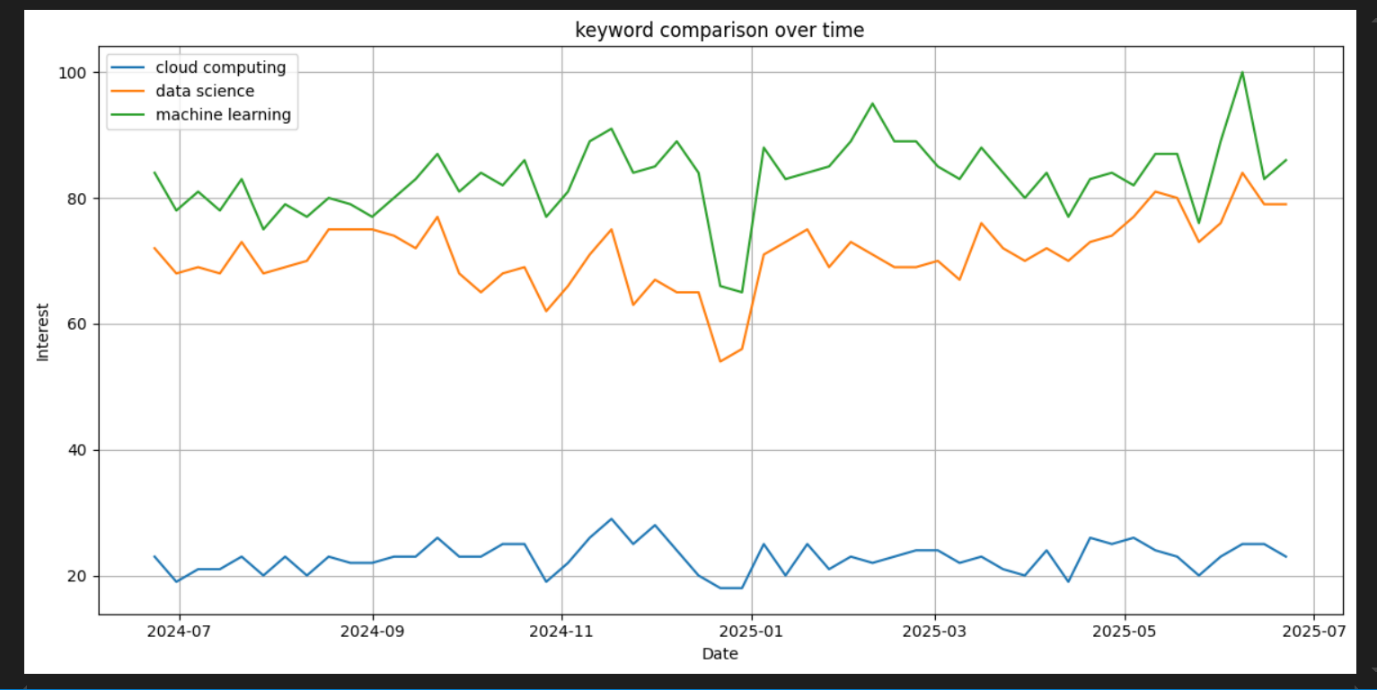 keyword comparison over time
cloud computing
data science
machine learning
100
80
60
40
20
Interest
2024-07 2024-09 2024-11 2025-01 2025-03 2025-05 2025-07
Date